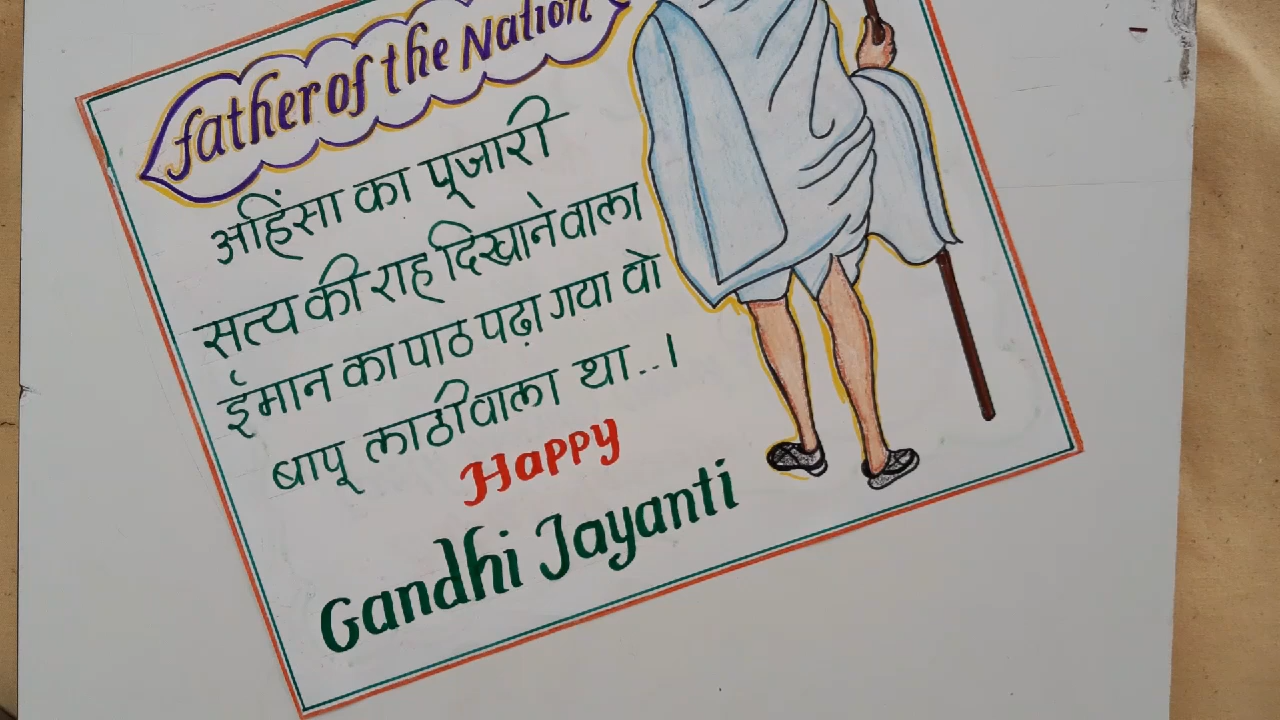 father of the Nation
अहिंसा का पूजारी
सत्य की राह दिखाने वाला
ईमान का पाठ पढ़ा गया वो
बापू लाठीवाला था...।
Happy
Gandhi Jayanti